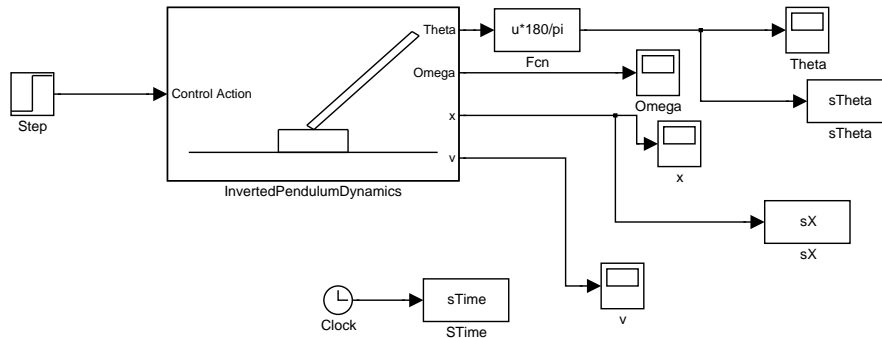 Theta
u*180/pi
Fcn
Theta
Omega
Omega
sTheta
sTheta
Step
Control Action
x
x
v
InvertedPendulumDynamics
sX
sX
Clock
sTime
STime
v